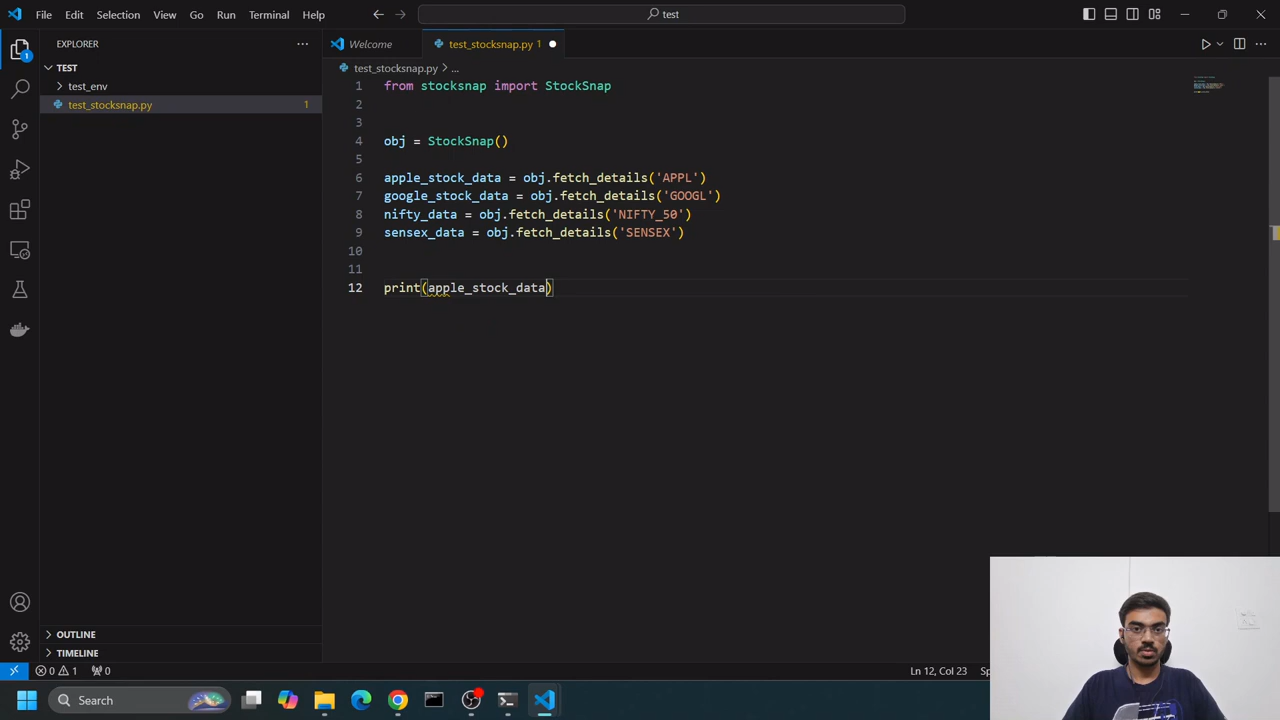 File Edit Selection View Go Run Terminal Help
test
EXPLORER
Welcome
test_stocksnap.py 1
TEST
test_stocksnap.py > ...
test_env
test_stocksnap.py 1
1 from stocksnap import StockSnap
2
3
4 obj = StockSnap()
5
6 apple_stock_data = obj.fetch_details('APPL')
7 google_stock_data = obj.fetch_details('GOOGL')
8 nifty_data = obj.fetch_details('NIFTY_50')
9 sensex_data = obj.fetch_details('SENSEX')
10
11
12 print(apple_stock_data)
1
OUTLINE
TIMELINE
0 1 0
Ln 12, Col 23
Search